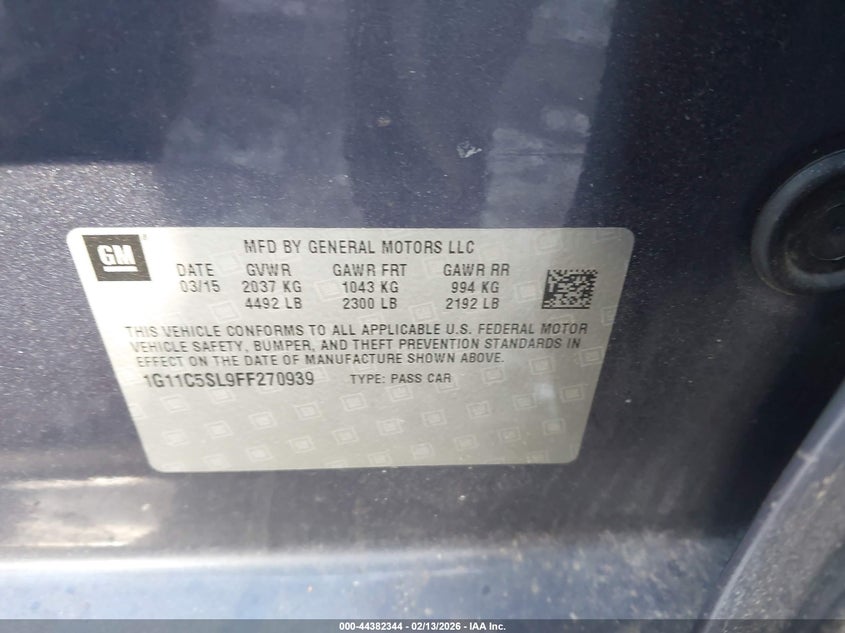 GM
MFD BY GENERAL MOTORS LLC
DATE GVWR GAWR FRT GAWR RR
03/15 2037 KG 1043 KG 994 KG
4492 LB 2300 LB 2192 LB
THIS VEHICLE CONFORMS TO ALL APPLICABLE U.S. FEDERAL MOTOR
VEHICLE SAFETY, BUMPER, AND THEFT PREVENTION STANDARDS IN
EFFECT ON THE DATE OF MANUFACTURE SHOWN ABOVE.
1G11C5SL9FF270939 TYPE: PASS CAR
000-44382344 - 02/13/2026 - IAA Inc.